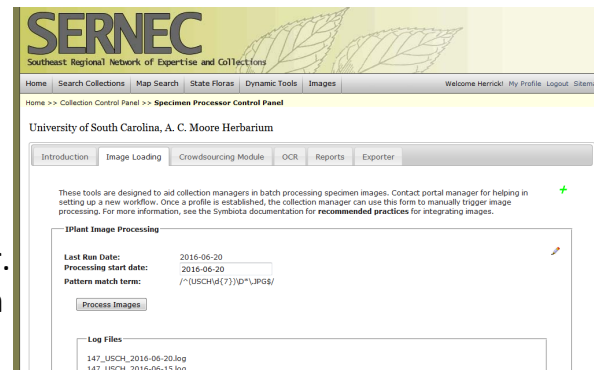 SERNEC
Southeast Regional Network of Expertise and Collections
Home Search Collections Map Search State Floras Dynamic Tools Images Welcome Herrick! My Profile Logout
Home >> Collection Control Panel >> Specimen Processor Control Panel
University of South Carolina, A. C. Moore Herbarium
Introduction Image Loading Crowdsourcing Module OCR Reports Exporter
These tools are designed to aid collection managers in batch processing specimen images. Contact portal manager for helping in
setting up a new workflow. Once a profile is established, the collection manager can use this form to manually trigger image
processing. For more information, see the Symbiota documentation for recommended practices for integrating images.
IPlant Image Processing
Last Run Date: 2016-06-20
Processing start date: 2016-06-20
Pattern match term: /^(USCH\d{7})\D*\.JPG$/
Process Images
Log Files
147_USCH_2016-06-20.log
147_USCH_2016-06-15.log